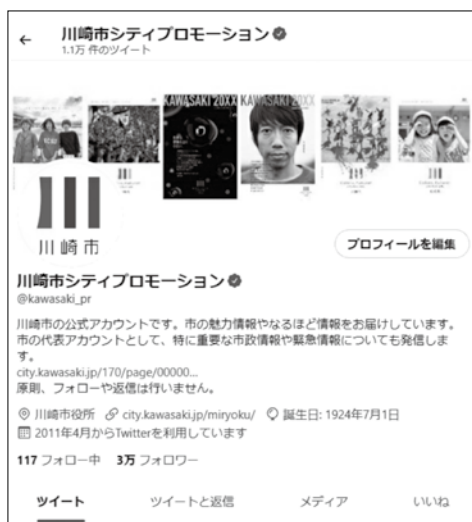 川崎市シティプロモーション
1.1万 件のツイート
KAWASAKI 20XX KAWASAKI 20XX
川崎市
プロフィールを編集
川崎市シティプロモーション
@kawasaki_pr
川崎市の公式アカウントです。市の魅力情報やなるほど情報をお届けしています。
市の代表アカウントとして、特に重要な市政情報や緊急情報についても発信しま
す。
city.kawasaki.jp/170/page/00000...
原則、フォローや返信は行いません。
川崎市役所 city.kawasaki.jp/miryoku/ 誕生日: 1924年7月1日
2011年4月からTwitterを利用しています
117 フォロー中 3万 フォロワー
ツイート ツイートと返信 メディア いいね